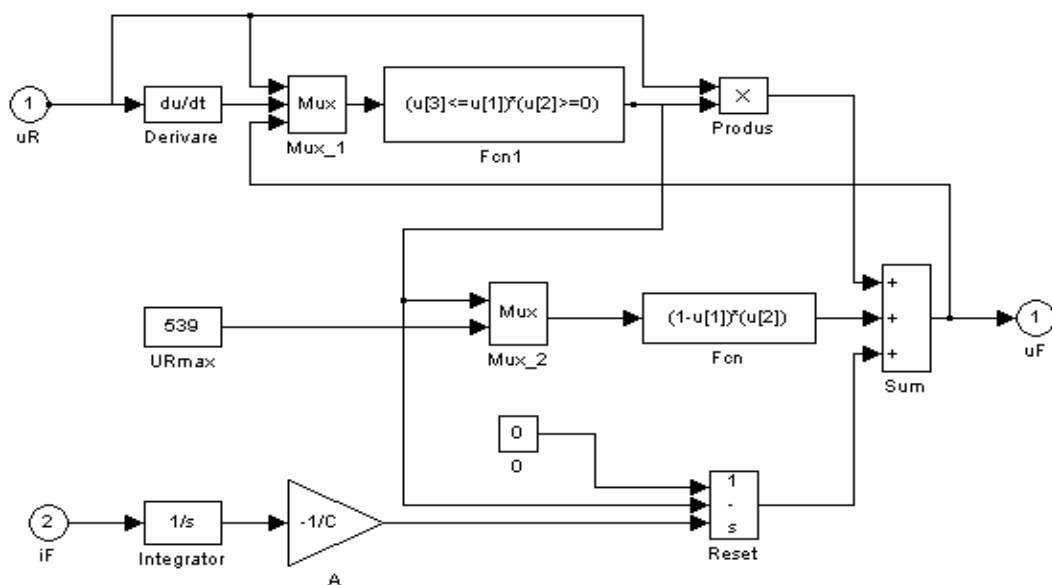 1
uR
du/dt
Derivare
Mux
Mux_1
(u[3]<=u[1])*(u[2]>=0)
Fcn1
×
Produs
539
URmax
Mux
Mux_2
(1-u[1])*(u[2])
Fcn
+
+
+
Sum
1
uF
0
0
2
iF
1/s
Integrator
-1/C
A
1
-
s
Reset